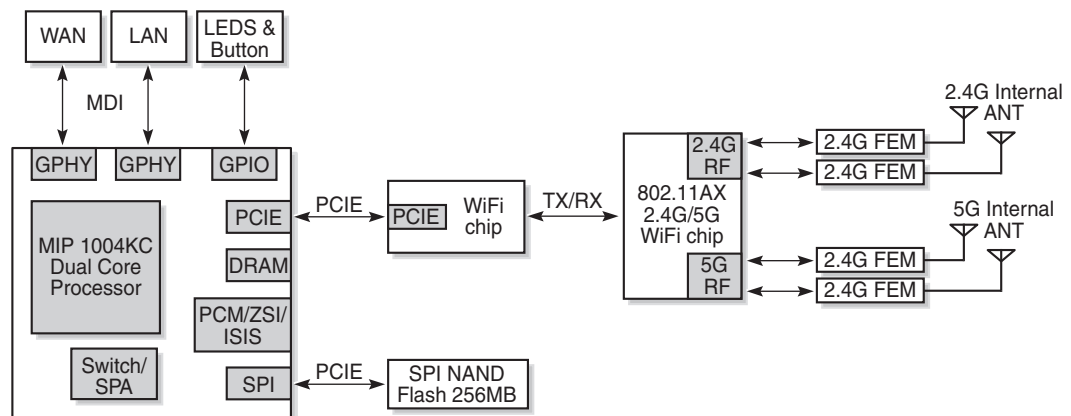 WAN
LAN
LEDS &
Button
MDI
GPHY
GPHY
GPIO
MIP 1004KC
Dual Core
Processor
PCIE
DRAM
PCM/ZSI/
ISIS
Switch/
SPA
SPI
PCIE
PCIE
WiFi
chip
TX/RX
PCIE
SPI NAND
Flash 256MB
2.4G
RF
802.11AX
2.4G/5G
WiFi chip
5G
RF
2.4G Internal
ANT
2.4G FEM
2.4G FEM
5G Internal
ANT
2.4G FEM
2.4G FEM